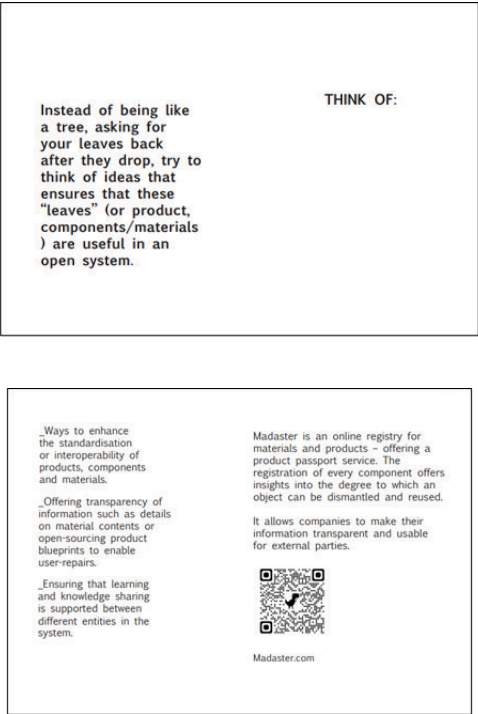 Instead of being like
a tree, asking for
your leaves back
after they drop, try to
think of ideas that
ensures that these
“leaves” (or product,
components/materials
) are useful in an
open system.
THINK OF:
_Ways to enhance
the standardisation
or interoperability of
products, components
and materials.
_Offering transparency of
information such as details
on material contents or
open-sourcing product
blueprints to enable
user-repairs.
_Ensuring that learning
and knowledge sharing
is supported between
different entities in the
system.
Madaster is an online registry for
materials and products – offering a
product passport service. The
registration of every component offers
insights into the degree to which an
object can be dismantled and reused.
It allows companies to make their
information transparent and usable
for external parties.
Madaster.com